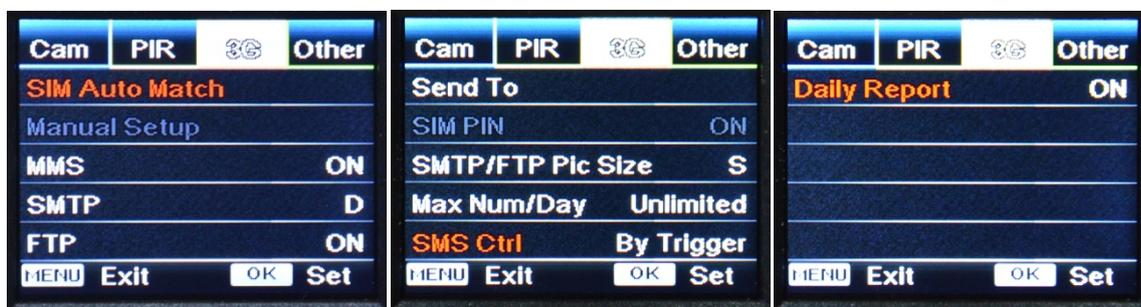 Cam PIR 3G Other
SIM Auto Match
Manual Setup
MMS ON
SMTP D
FTP ON
MENU Exit OK Set
Cam PIR 3G Other
Send To
SIM PIN ON
SMTP/FTP Pic Size S
Max Num/Day Unlimited
SMS Ctrl By Trigger
MENU Exit OK Set
Cam PIR 3G Other
Daily Report ON
MENU Exit OK Set